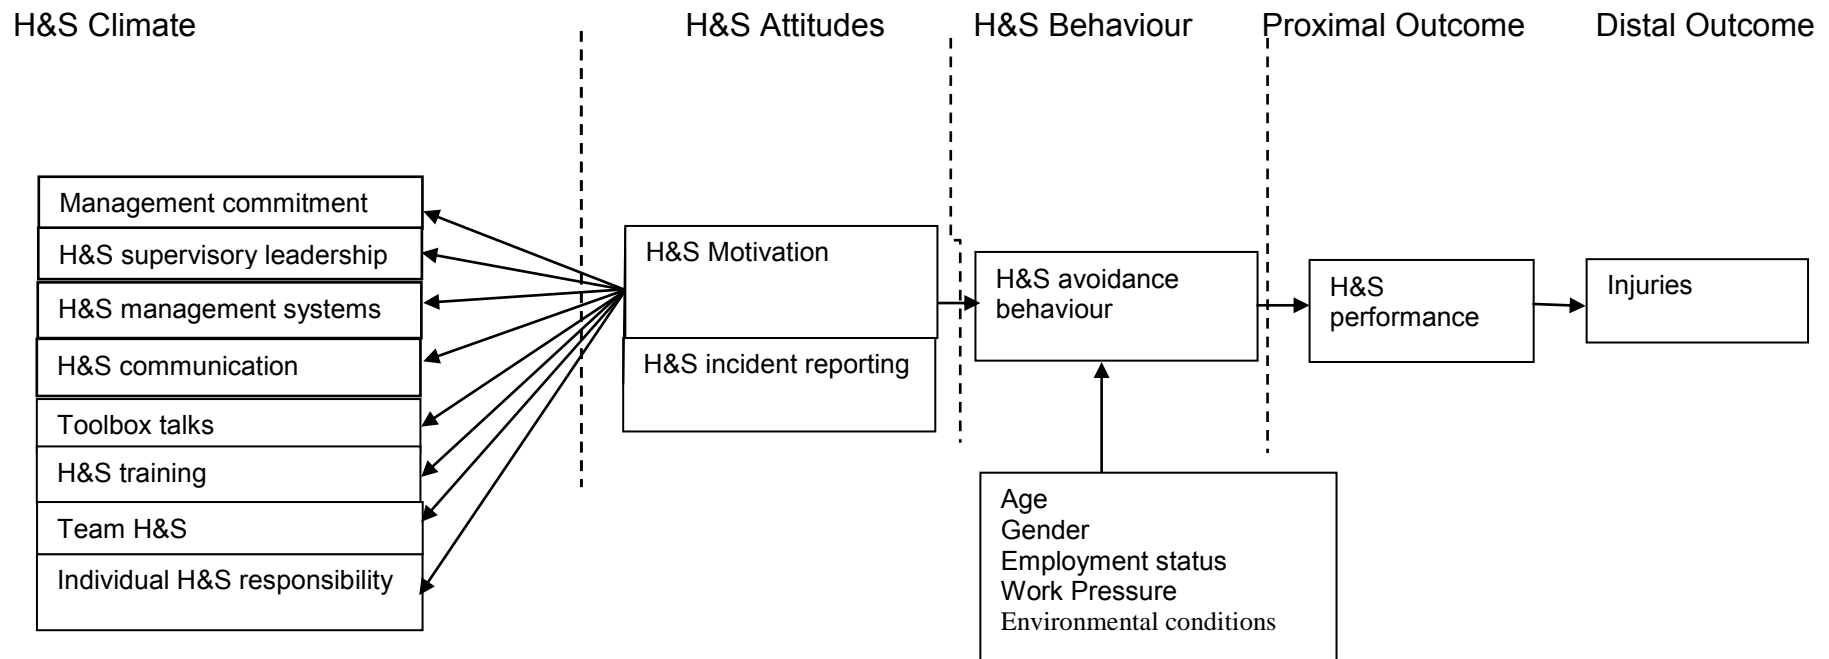 H&S Climate
H&S Attitudes
H&S Behaviour
Proximal Outcome
Distal Outcome
Management commitment
H&S supervisory leadership
H&S management systems
H&S communication
Toolbox talks
H&S training
Team H&S
Individual H&S responsibility
H&S Motivation
H&S incident reporting
H&S avoidance
behaviour
Age
Gender
Employment status
Work Pressure
Environmental conditions
H&S
performance
Injuries